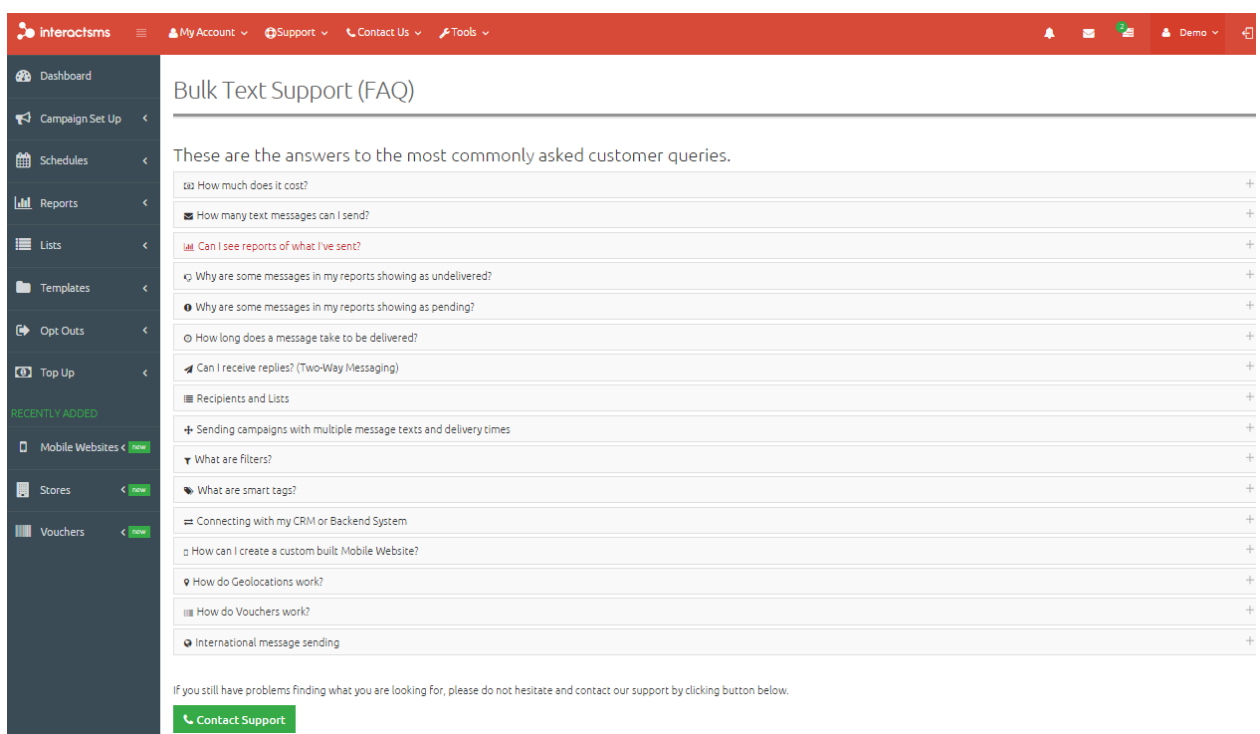 interactsms
My Account
Support
Contact Us
Tools
2
Demo
Dashboard
Campaign Set Up
Schedules
Reports
Lists
Templates
Opt Outs
Top Up
RECENTLY ADDED
Mobile Websites new
Stores new
Vouchers new
Bulk Text Support (FAQ)
These are the answers to the most commonly asked customer queries.
How much does it cost?
How many text messages can I send?
Can I see reports of what I've sent?
Why are some messages in my reports showing as undelivered?
Why are some messages in my reports showing as pending?
How long does a message take to be delivered?
Can I receive replies? (Two-Way Messaging)
Recipients and Lists
Sending campaigns with multiple message texts and delivery times
What are filters?
What are smart tags?
Connecting with my CRM or Backend System
How can I create a custom built Mobile Website?
How do Geolocations work?
How do Vouchers work?
International message sending
If you still have problems finding what you are looking for, please do not hesitate and contact our support by clicking button below.
Contact Support